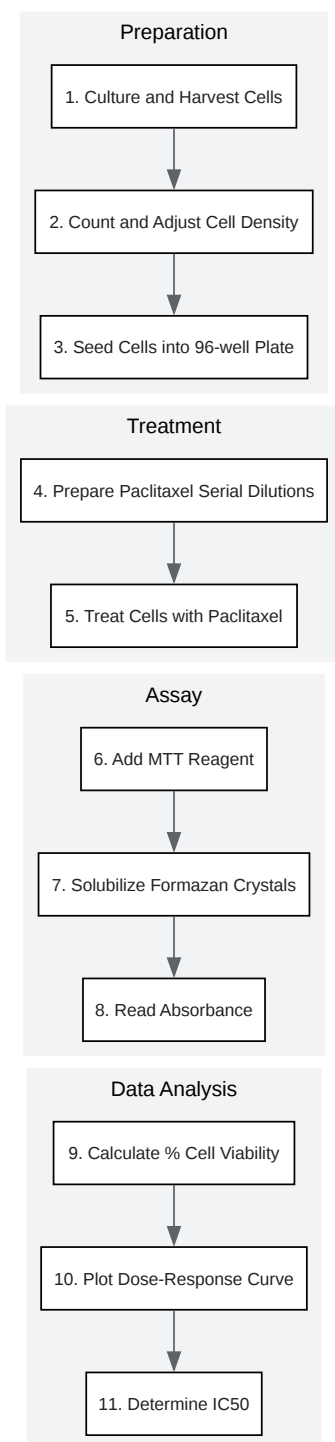 Preparation
1. Culture and Harvest Cells
2. Count and Adjust Cell Density
3. Seed Cells into 96-well Plate
Treatment
4. Prepare Paclitaxel Serial Dilutions
5. Treat Cells with Paclitaxel
Assay
6. Add MTT Reagent
7. Solubilize Formazan Crystals
8. Read Absorbance
Data Analysis
9. Calculate % Cell Viability
10. Plot Dose-Response Curve
11. Determine IC50